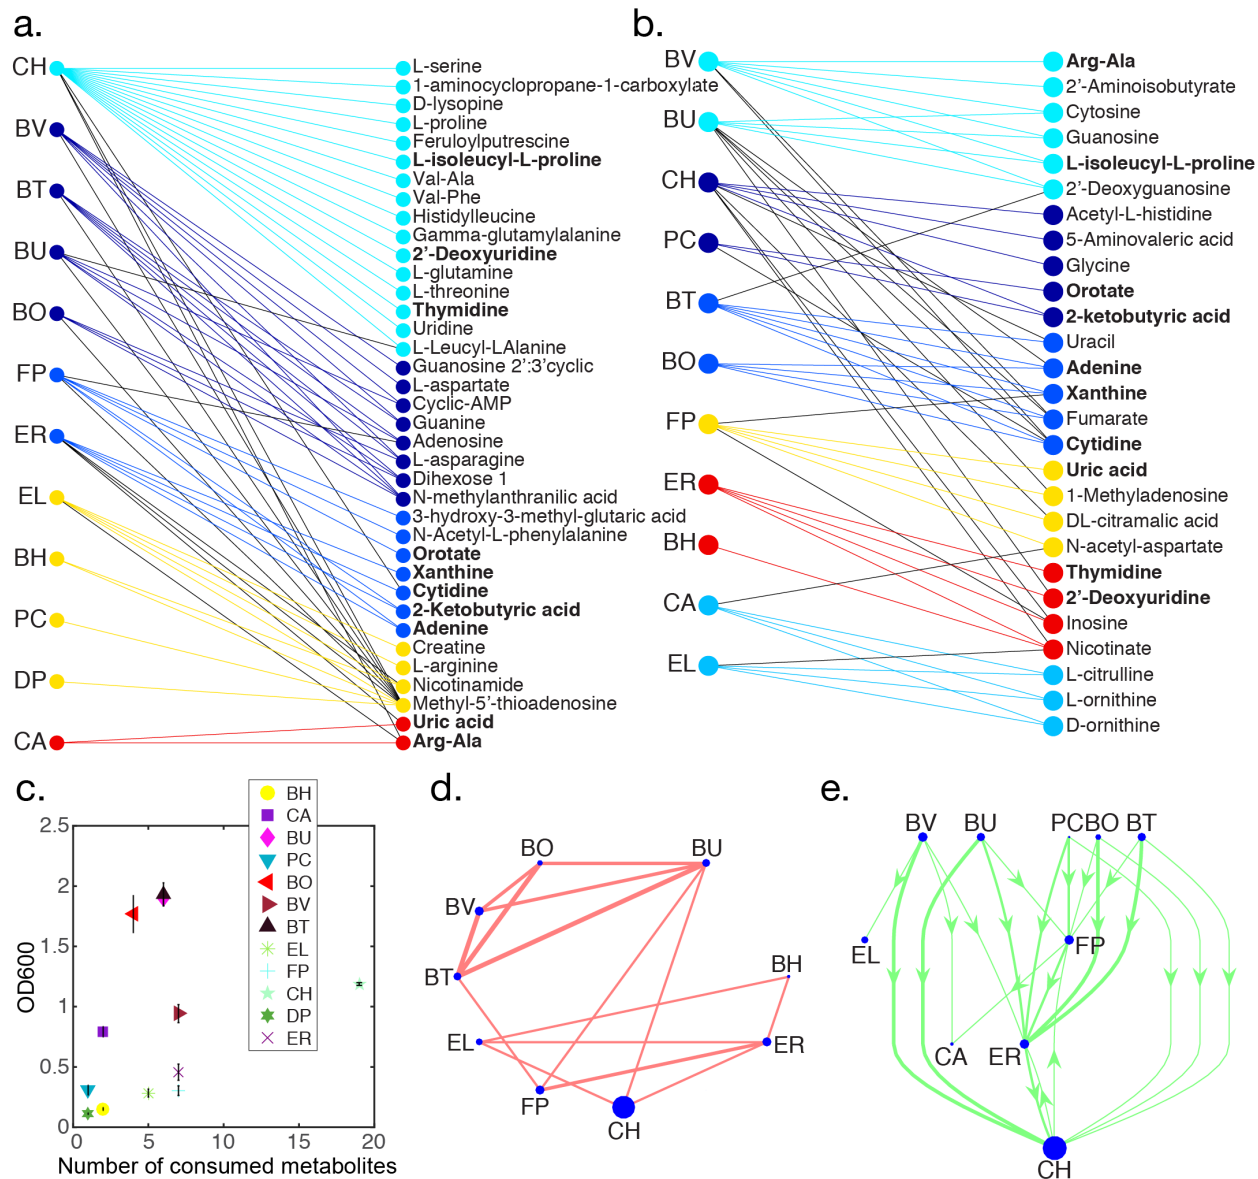 a.
CH
BV
BT
BU
BO
FP
ER
EL
BH
PC
DP
CA
L-serine
1-aminocyclopropane-1-carboxylate
D-lysopine
L-proline
Feruloylputrescine
L-isoleucyl-L-proline
Val-Ala
Val-Phe
Histidylleucine
Gamma-glutamylalanine
2'-Deoxyuridine
L-glutamine
L-threonine
Thymidine
Uridine
L-Leucyl-LAlanine
Guanosine 2':3'cyclic
L-aspartate
Cyclic-AMP
Guanine
Adenosine
L-asparagine
Dihexose 1
N-methylanthranilic acid
3-hydroxy-3-methyl-glutaric acid
N-Acetyl-L-phenylalanine
Orotate
Xanthine
Cytidine
2-Ketobutyric acid
Adenine
Creatine
L-arginine
Nicotinamide
Methyl-5'-thioadenosine
Uric acid
Arg-Ala
b.
BV
BU
CH
PC
BT
BO
FP
ER
BH
CA
EL
Arg-Ala
2'-Aminoisobutyrate
Cytosine
Guanosine
L-isoleucyl-L-proline
2'-Deoxyguanosine
Acetyl-L-histidine
5-Aminovaleric acid
Glycine
Orotate
2-ketobutyric acid
Uracil
Adenine
Xanthine
Fumarate
Cytidine
Uric acid
1-Methyladenosine
DL-citramalic acid
N-acetyl-aspartate
Thymidine
2'-Deoxyuridine
Inosine
Nicotinate
L-citrulline
L-ornithine
D-ornithine
c.
BH
CA
BU
PC
BO
BV
BT
EL
FP
CH
DP
ER
2.5
2
1.5
1
0.5
0
OD600
0 5 10 15 20
Number of consumed metabolites
d.
BO
BU
BV
BT
BH
EL
ER
FP
CH
e.
BV BU PC BO BT
EL
FP
CA
ER
CH